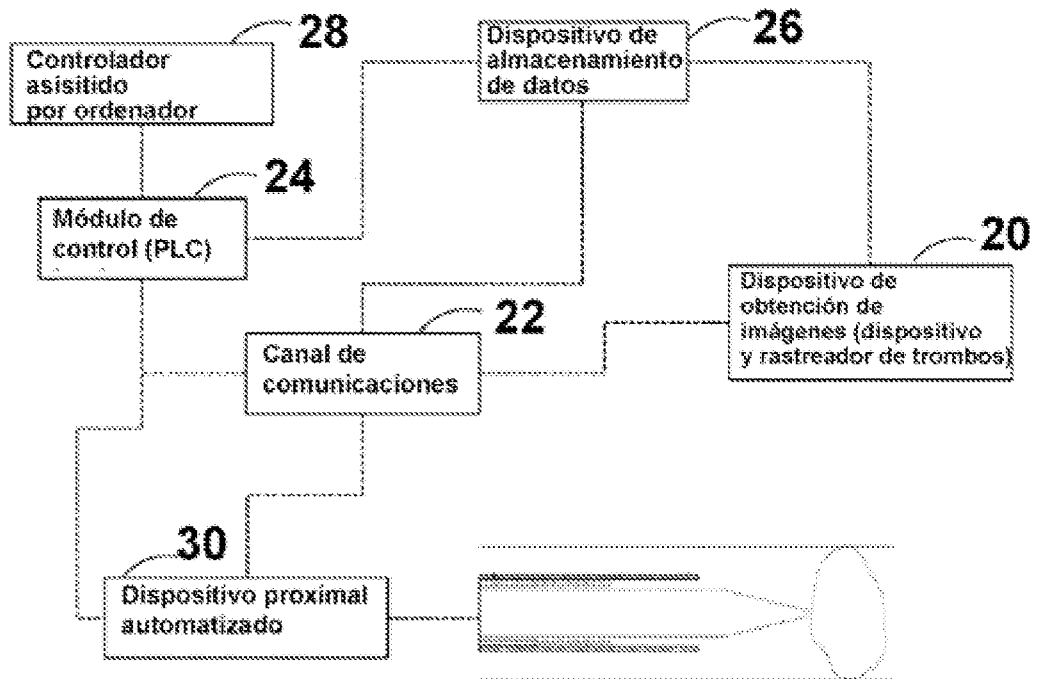 28
Controlador
asísitido
por ordenador
Dispositivo de
almacenamiento
de datos
26
24
Módulo de
control (PLC)
20
Dispositivo de
obtención de
imágenes (dispositivo
y rastreador de trombos)
22
Canal de
comunicaciones
30
Dispositivo proximal
automatizado